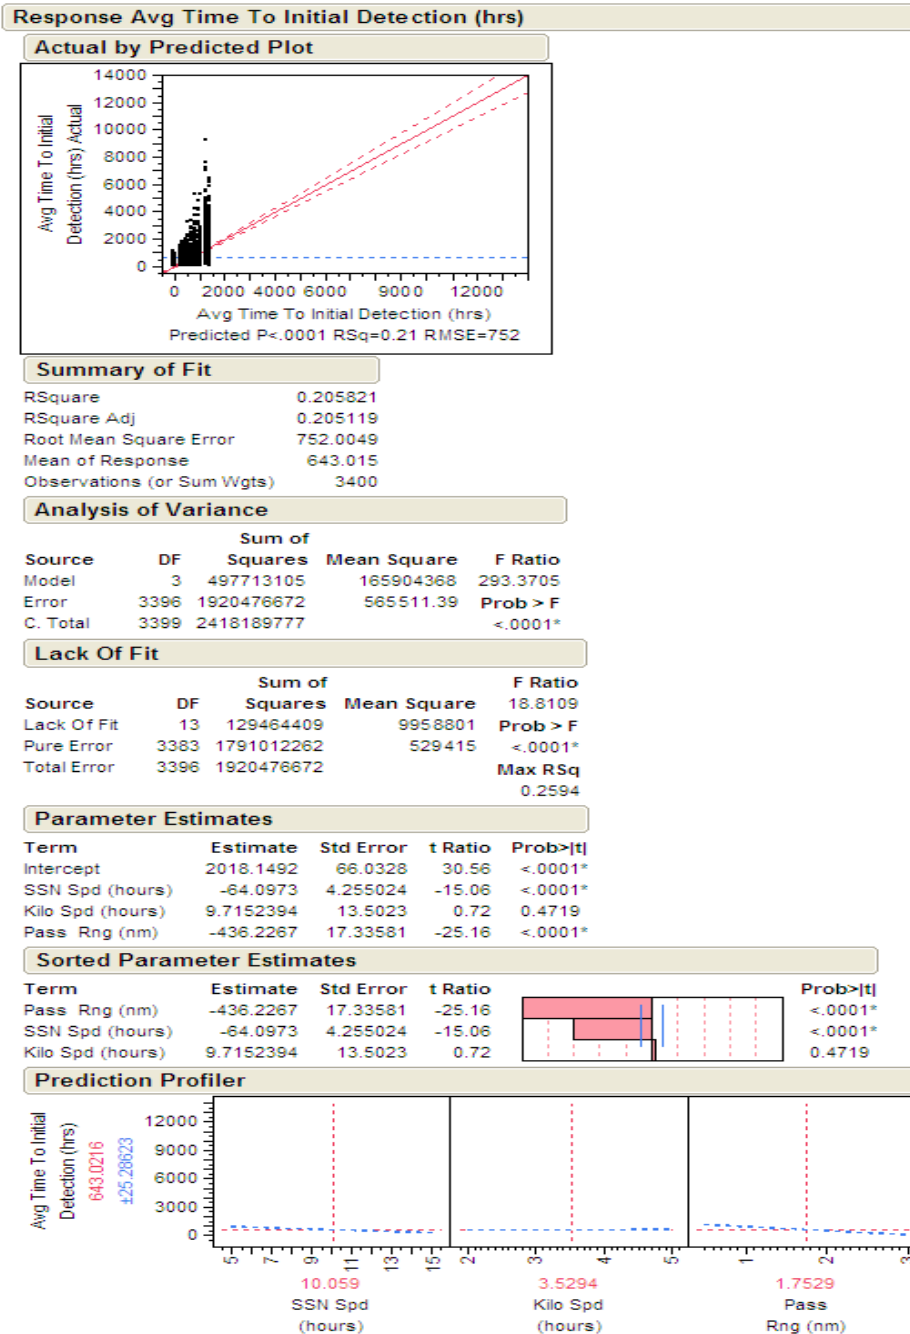 Response Avg Time To Initial Detection (hrs)
Actual by Predicted Plot
Avg Time To Initial
Detection (hrs) Actual
14000
12000
10000
8000
6000
4000
2000
0
0 2000 4000 6000 9000 12000
Avg Time To Initial Detection (hrs)
Predicted P<.0001 RSq=0.21 RMSE=752
Summary of Fit
RSquare 0.205821
RSquare Adj 0.205119
Root Mean Square Error 752.0049
Mean of Response 643.015
Observations (or Sum Wgts) 3400
Analysis of Variance
Sum of
Source DF Squares Mean Square F Ratio
Model 3 497713105 165904368 293.3705
Error 3396 1920476672 565511.39 Prob > F
C. Total 3399 2418189777 <.0001*
Lack Of Fit
Sum of F Ratio
Source DF Squares Mean Square 18.8109
Lack Of Fit 13 129464409 9958801 Prob > F
Pure Error 3383 1791012262 529415 <.0001*
Total Error 3396 1920476672 Max RSq
0.2594
Parameter Estimates
Term Estimate Std Error t Ratio Prob>|t|
Intercept 2018.1492 66.0328 30.56 <.0001*
SSN Spd (hours) -64.0973 4.255024 -15.06 <.0001*
Kilo Spd (hours) 9.7152394 13.5023 0.72 0.4719
Pass Rng (nm) -436.2267 17.33581 -25.16 <.0001*
Sorted Parameter Estimates
Term Estimate Std Error t Ratio Prob>|t|
Pass Rng (nm) -436.2267 17.33581 -25.16 <.0001*
SSN Spd (hours) -64.0973 4.255024 -15.06 <.0001*
Kilo Spd (hours) 9.7152394 13.5023 0.72 0.4719
Prediction Profiler
Avg Time To Initial
Detection (hrs)
643.0216
±25.28623
12000
9000
6000
3000
0
5 7 9 11 13 15 2 3 4 5 1 2 3
10.059 3.5294 1.7529
SSN Spd Kilo Spd Pass
(hours) (hours) Rng (nm)